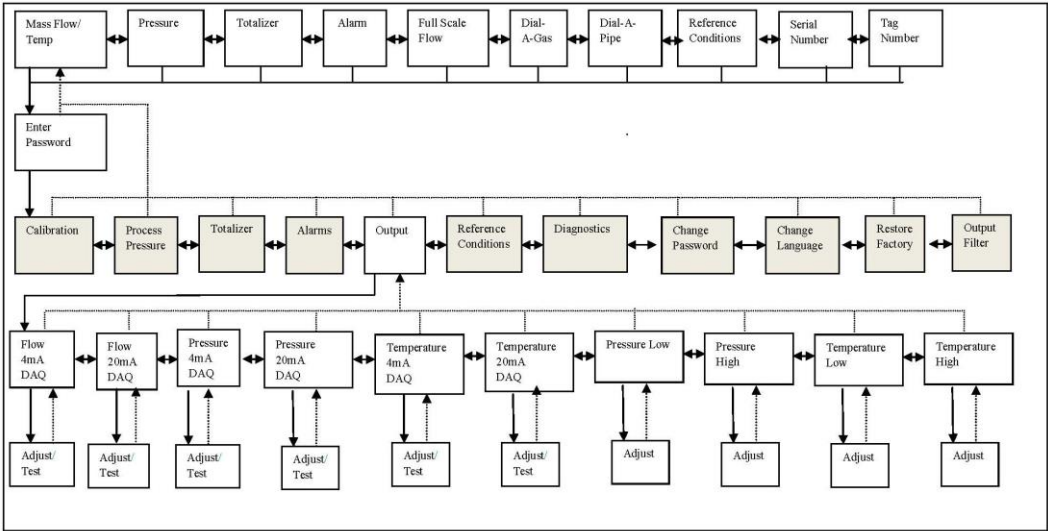 Mass Flow/
Temp
Pressure
Totalizer
Alarm
Full Scale
Flow
Dial-
A-Gas
Dial-A-
Pipe
Reference
Conditions
Serial
Number
Tag
Number
Enter
Password
Calibration
Process
Pressure
Totalizer
Alarms
Output
Reference
Conditions
Diagnostics
Change
Password
Change
Language
Restore
Factory
Output
Filter
Flow
4mA
DAQ
Flow
20mA
DAQ
Pressure
4mA
DAQ
Pressure
20mA
DAQ
Temperature
4mA
DAQ
Temperature
20mA
DAQ
Pressure Low
Pressure
High
Temperature
Low
Temperature
High
Adjust/
Test
Adjust/
Test
Adjust/
Test
Adjust/
Test
Adjust/
Test
Adjust/
Test
Adjust
Adjust
Adjust
Adjust